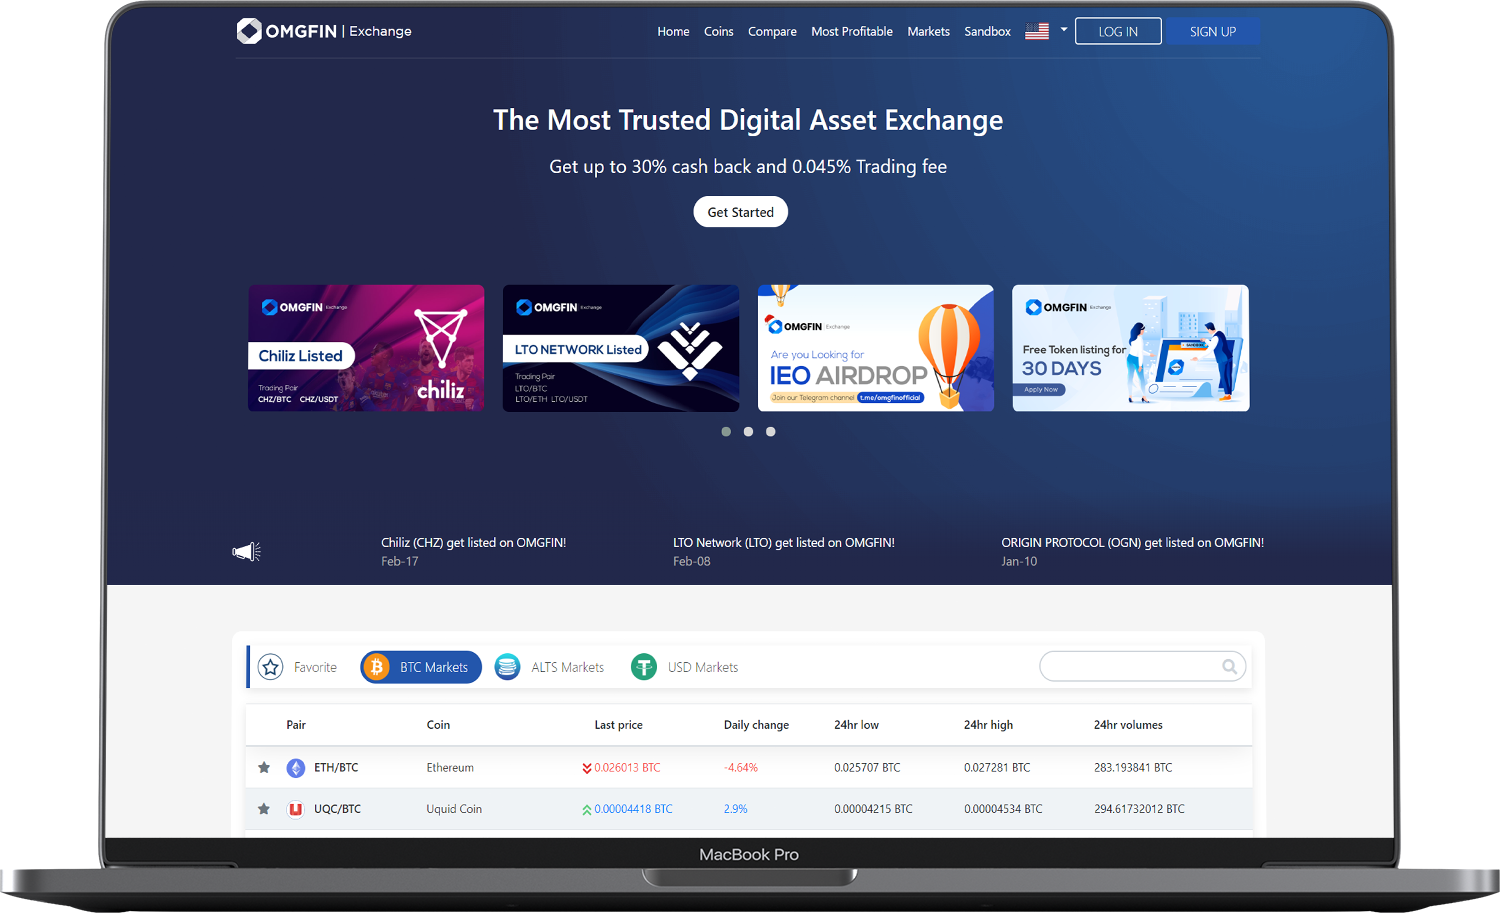 OMGFIN | Exchange
Home Coins Compare Most Profitable Markets Sandbox LOG IN SIGN UP
The Most Trusted Digital Asset Exchange
Get up to 30% cash back and 0.045% Trading fee
Get Started
OMGFIN Exchange
Chiliz Listed
Trading Pair
CHZ/BTC CHZ/USDT
chiliz
OMGFIN Exchange
LTO NETWORK Listed
Trading Pair
LTO/BTC
LTO/ETH LTO/USDT
OMGFIN Exchange
Are you Looking for
IEO AIRDROP
Join our Telegram channel t.me/omgfinofficial
OMGFIN Exchange
Free Token listing for
30 DAYS
Apply Now
Chiliz (CHZ) get listed on OMGFIN!
Feb-17
LTO Network (LTO) get listed on OMGFIN!
Feb-08
ORIGIN PROTOCOL (OGN) get listed on OMGFIN!
Jan-10
Favorite BTC Markets ALTS Markets USD Markets
Pair Coin Last price Daily change 24hr low 24hr high 24hr volumes
ETH/BTC Ethereum 0.026013 BTC -4.64% 0.025707 BTC 0.027281 BTC 283.193841 BTC
UQC/BTC Uquid Coin 0.00004418 BTC 2.9% 0.00004215 BTC 0.00004534 BTC 294.61732012 BTC
MacBook Pro